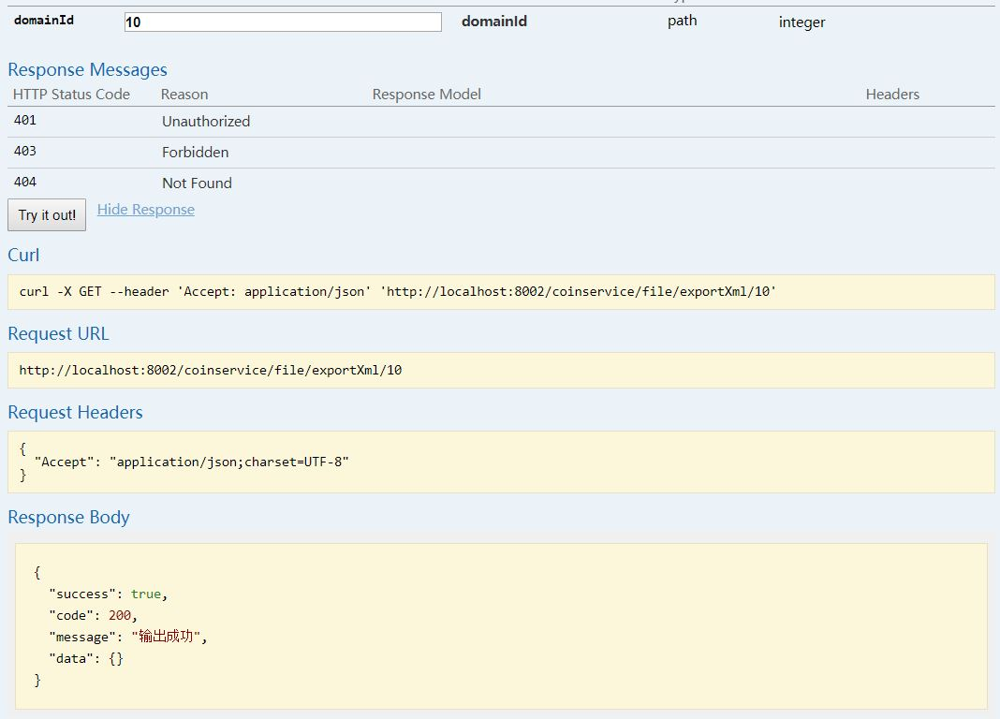 domainId 10 domainId path integer
Response Messages
HTTP Status Code Reason Response Model Headers
401 Unauthorized
403 Forbidden
404 Not Found
Try it out! Hide Response
Curl
curl -X GET --header 'Accept: application/json' 'http://localhost:8002/coinservice/file/exportXml/10'
Request URL
http://localhost:8002/coinservice/file/exportXml/10
Request Headers
{
"Accept": "application/json;charset=UTF-8"
}
Response Body
{
"success": true,
"code": 200,
"message": "输出成功",
"data": {}
}